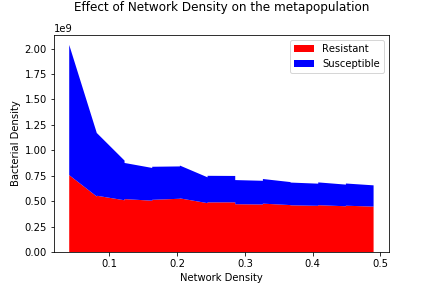 Effect of Network Density on the metapopulation
1e9
Resistant
Susceptible
2.00
1.75
1.50
1.25
1.00
0.75
0.50
0.25
0.00
Bacterial Density
0.1 0.2 0.3 0.4 0.5
Network Density